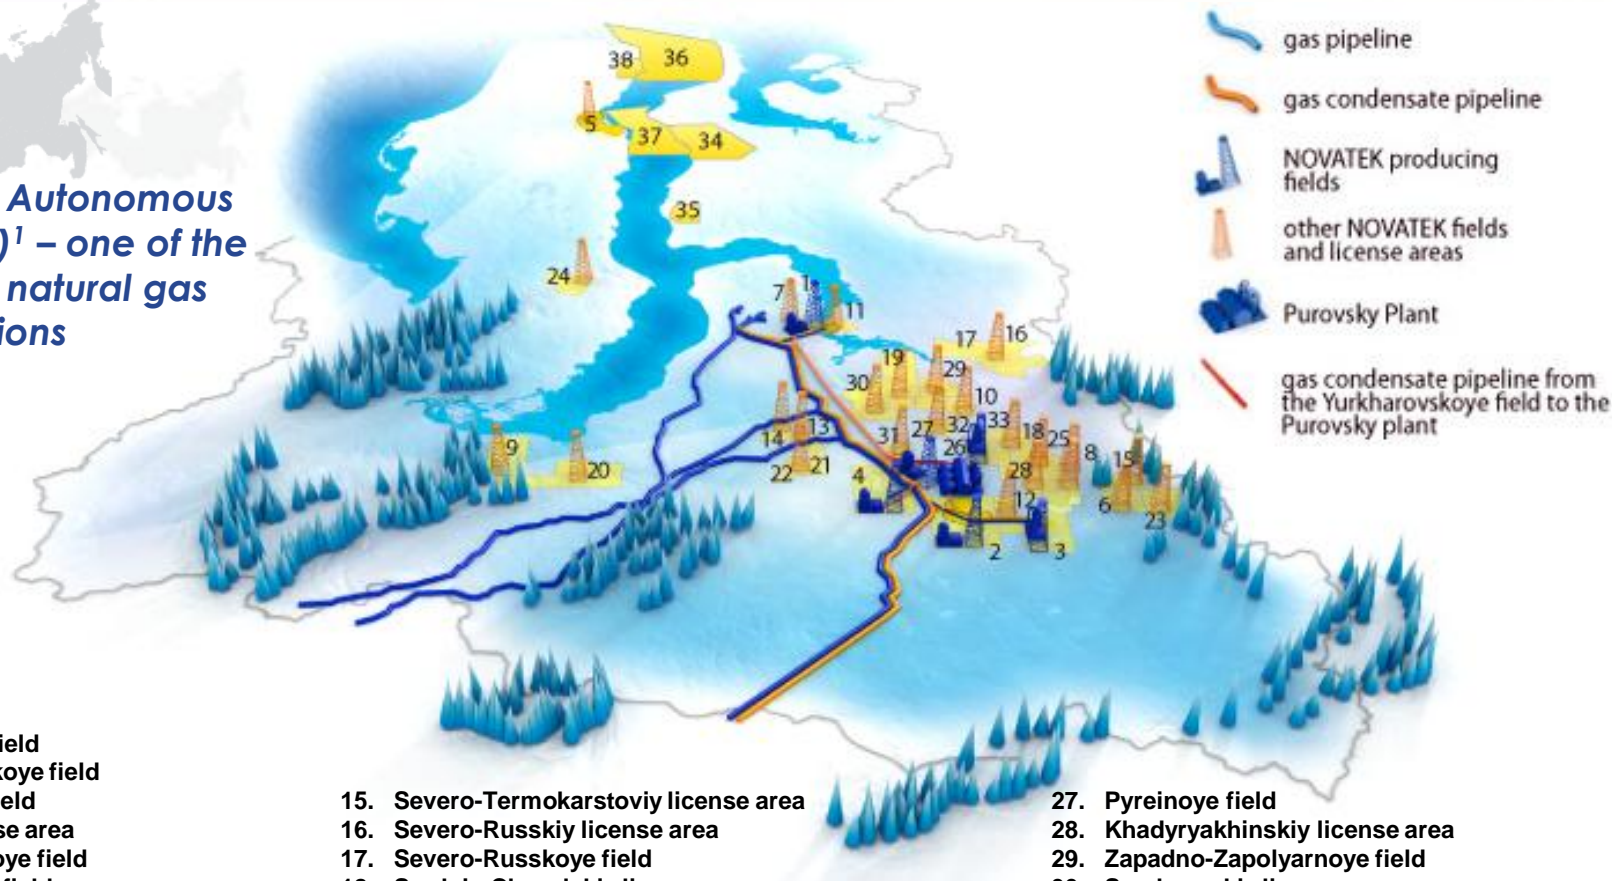 Autonomous
)1 – one of the
natural gas
ions
gas pipeline
gas condensate pipeline
NOVATEK producing
fields
other NOVATEK fields
and license areas
Purovsky Plant
gas condensate pipeline from
the Yurkharovskoye field to the
Purovsky plant
38
36
5
37
34
35
24
7
1
11
17
16
19
29
30
10
14
13
31
27
32
33
18
25
26
8
15
9
20
22
21
4
28
12
6
23
2
3
ield
koye field
ield
se area
oye field
15. Severo-Termokarstoviy license area
16. Severo-Russkiy license area
17. Severo-Russkoye field
27. Pyreinoye field
28. Khadyryakhinskiy license area
29. Zapadno-Zapolyarnoye field